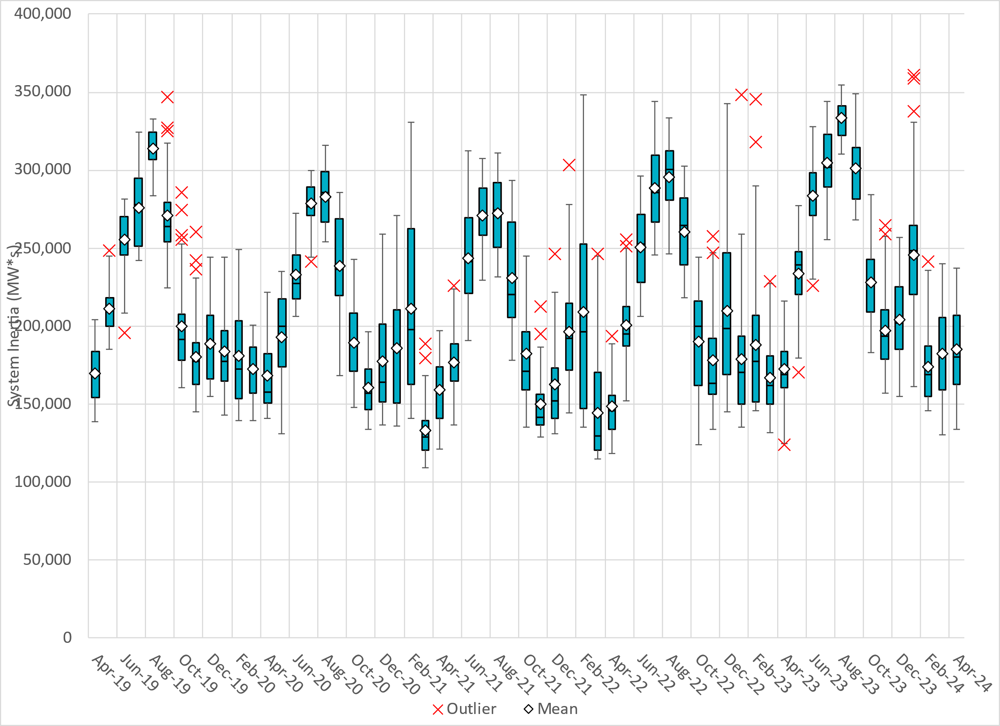 400,000
350,000
300,000
250,000
200,000
150,000
100,000
50,000
0
System Inertia (MW*s)
Apr-19
Jun-19
Aug-19
Oct-19
Dec-19
Feb-20
Apr-20
Jun-20
Aug-20
Oct-20
Dec-20
Feb-21
Apr-21
Jun-21
Aug-21
Oct-21
Dec-21
Feb-22
Apr-22
Jun-22
Aug-22
Oct-22
Dec-22
Feb-23
Apr-23
Jun-23
Aug-23
Oct-23
Dec-23
Feb-24
Apr-24
Outlier
Mean